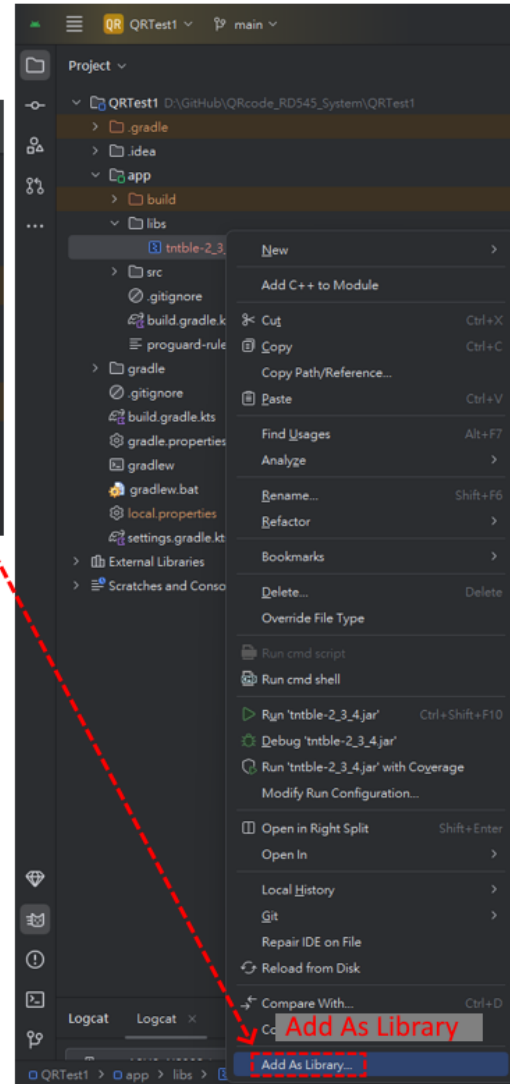 QR QRTest1 main
Project
QRTest1 D:\GitHub\QRcode_RD545_System\QRTest1
.gradle
.idea
app
build
libs
tntble-2_3_
src
.gitignore
build.gradle.k
proguard-rule
gradle
.gitignore
build.gradle.kts
gradle.properties
gradlew
gradlew.bat
local.properties
settings.gradle.kt
External Libraries
Scratches and Conso
New
Add C++ to Module
Cut Ctrl+X
Copy Ctrl+C
Copy Path/Reference...
Paste Ctrl+V
Find Usages Alt+F7
Analyze
Rename... Shift+F6
Refactor
Bookmarks
Delete... Delete
Override File Type
Run cmd script
Run cmd shell
Run 'tntble-2_3_4.jar' Ctrl+Shift+F10
Debug 'tntble-2_3_4.jar'
Run 'tntble-2_3_4.jar' with Coverage
Modify Run Configuration...
Open in Right Split Shift+Enter
Open In
Local History
Git
Repair IDE on File
Reload from Disk
Compare With... Ctrl+D
Add As Library
Add As Library...
Logcat Logcat
QRTest1 > app > libs >